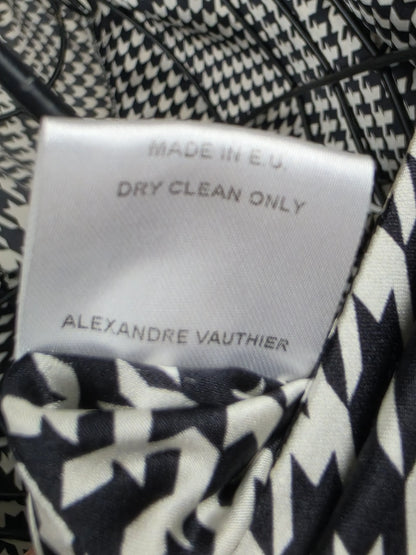 MADE IN E.U.
DRY CLEAN ONLY
ALEXANDRE VAUTHIER